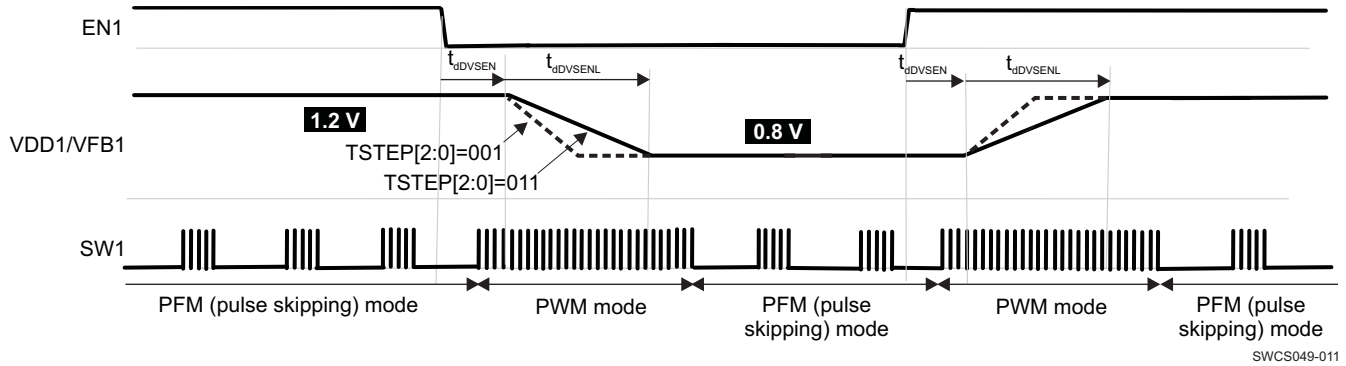 EN1
tdDVSEN
tdDVSENL
tdDVSEN
tdDVSENL
1.2 V
0.8 V
VDD1/VFB1
TSTEP[2:0]=001
TSTEP[2:0]=011
SW1
PFM (pulse skipping) mode
PWM mode
PFM (pulse
skipping) mode
PWM mode
PFM (pulse
skipping) mode
SWCS049-011